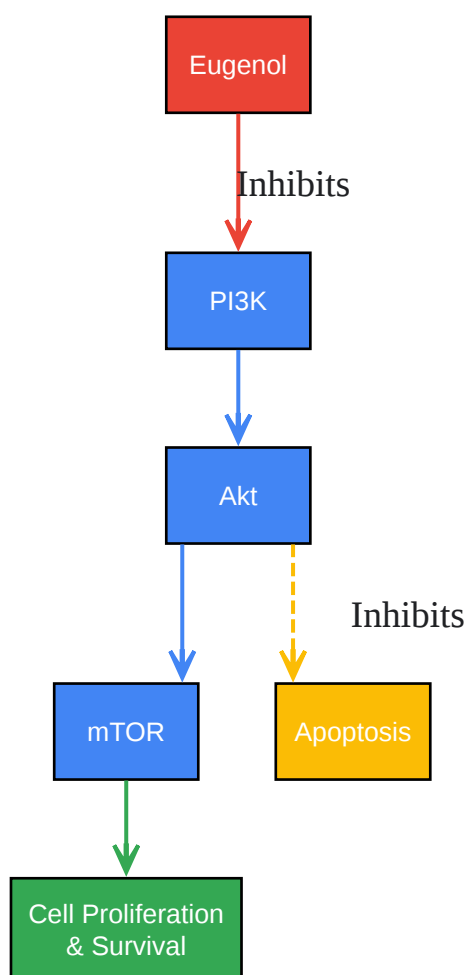 Eugenol
Inhibits
PI3K
Akt
Inhibits
mTOR
Apoptosis
Cell Proliferation
& Survival